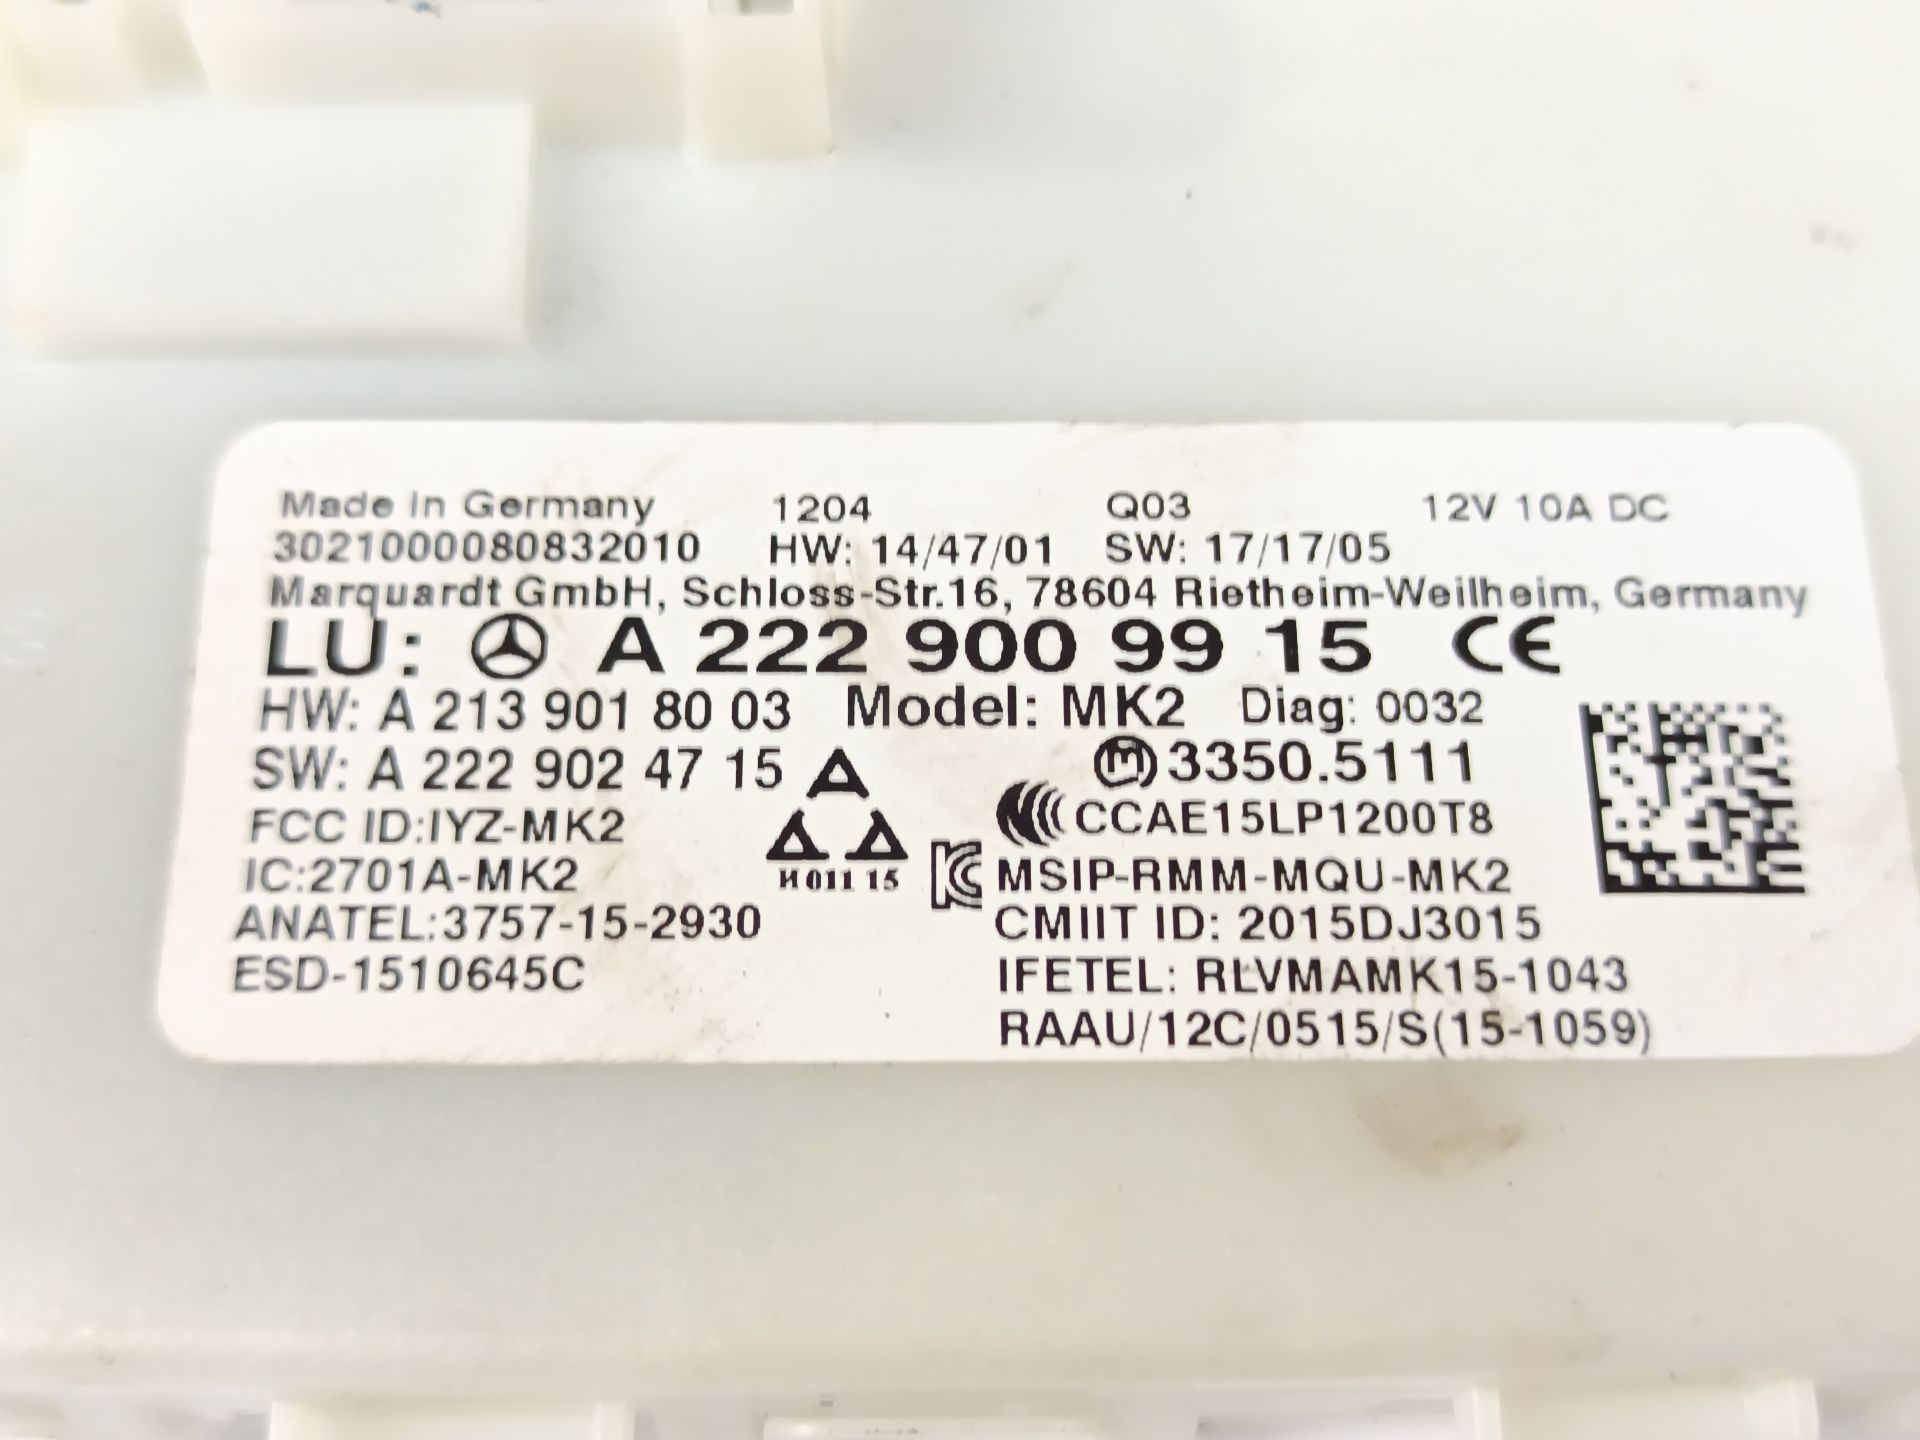 Made in Germany 1204 Q03 12V 10A DC
3021000080832010 HW: 14/47/01 SW: 17/17/05
Marquardt GmbH, Schloss-Str.16, 78604 Rietheim-Weilheim, Germany
LU: A 222 900 99 15 CE
HW: A 213 901 80 03 Model: MK2 Diag: 0032
SW: A 222 902 47 15 A m 3350.5111
FCC ID:IYZ-MK2 CCAE15LP1200T8
H 011 15
IC:2701A-MK2 MSIP-RMM-MQU-MK2
ANATEL:3757-15-2930 CMIIT ID: 2015DJ3015
ESD-1510645C IFETEL: RLVMAMK15-1043
RAAU/12C/0515/S(15-1059)